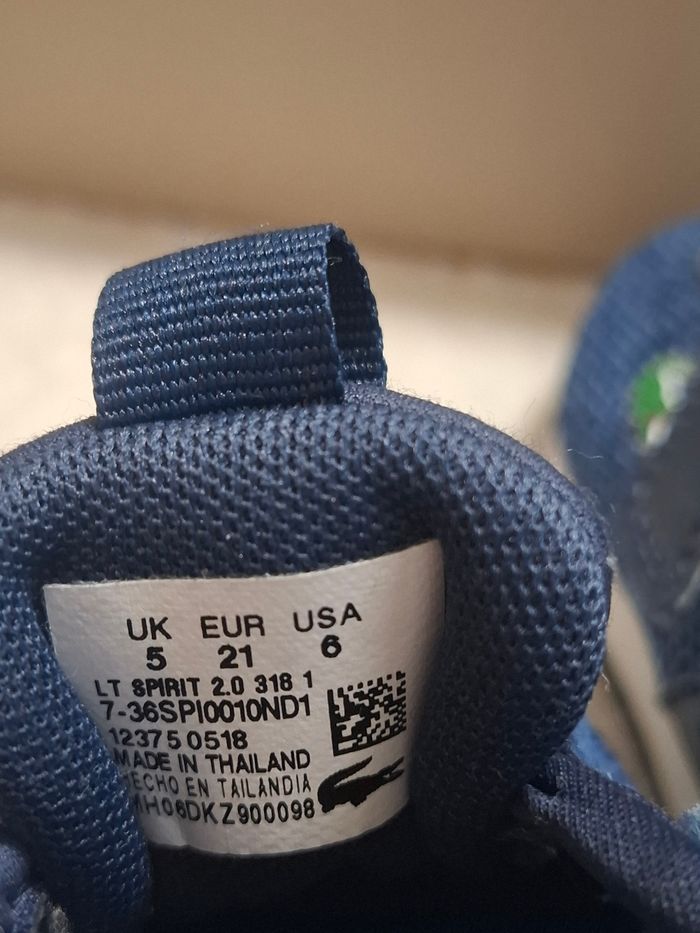 UK EUR USA
5 21 6
LT SPIRIT 2.0 318 1
7-36SPI0010ND1
12375 0518
MADE IN THAILAND
HECHO EN TAILANDIA
MH06DKZ900098